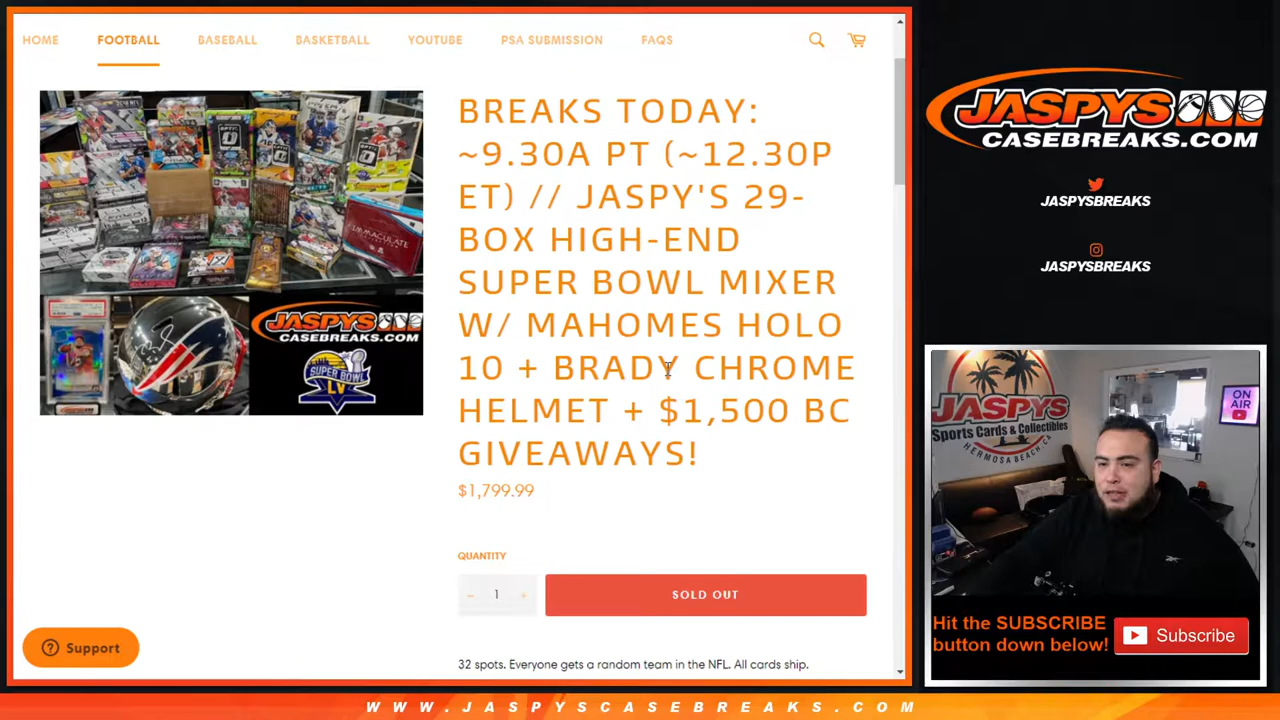 HOME
FOOTBALL
BASEBALL
BASKETBALL
YOUTUBE
PSA SUBMISSION
FAQS
BREAKS TODAY:
~9.30A PT (~12.30P
ET) // JASPY'S 29-
BOX HIGH-END
SUPER BOWL MIXER
W/ MAHOMES HOLO
10 + BRADY CHROME
HELMET + $1,500 BC
GIVEAWAYS!
$1,799.99
QUANTITY
− 1 +
SOLD OUT
32 spots. Everyone gets a random team in the NFL. All cards ship.
Support
OPTIC
IMMACULATE
JASPYS
CASEBREAKS.COM
SUPER BOWL
LV
JASPYS
CASEBREAKS.COM
JASPYSBREAKS
JASPYSBREAKS
JASPYS
Sports Cards & Collectibles
HERMOSA BEACH, CA
ON AIR
Hit the SUBSCRIBE
button down below!
Subscribe
WWW.JASPYSCASEBREAKS.COM